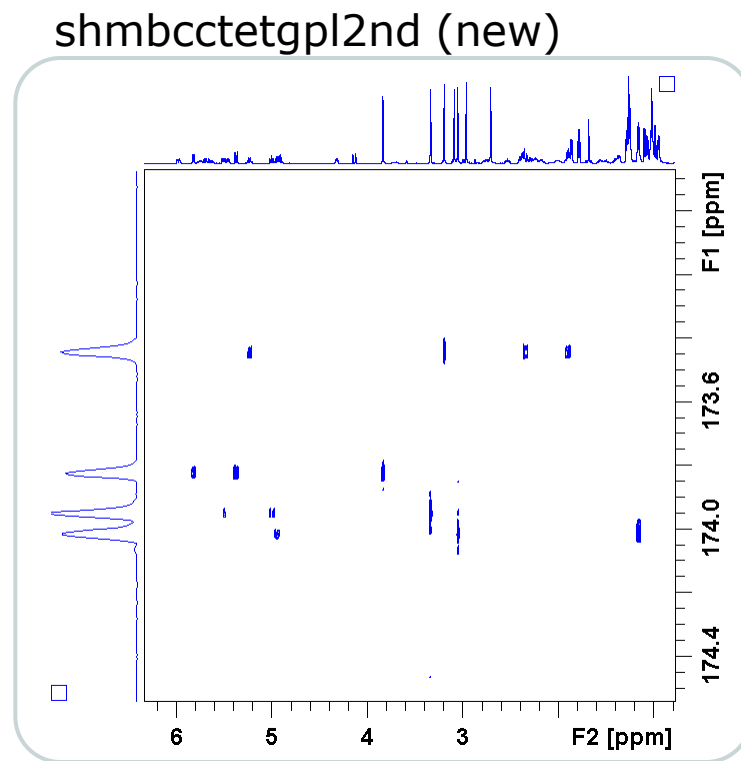 shmbcctetgpl2nd (new)
F1 [ppm]
173.6
174.0
174.4
6 5 4 3 F2 [ppm]